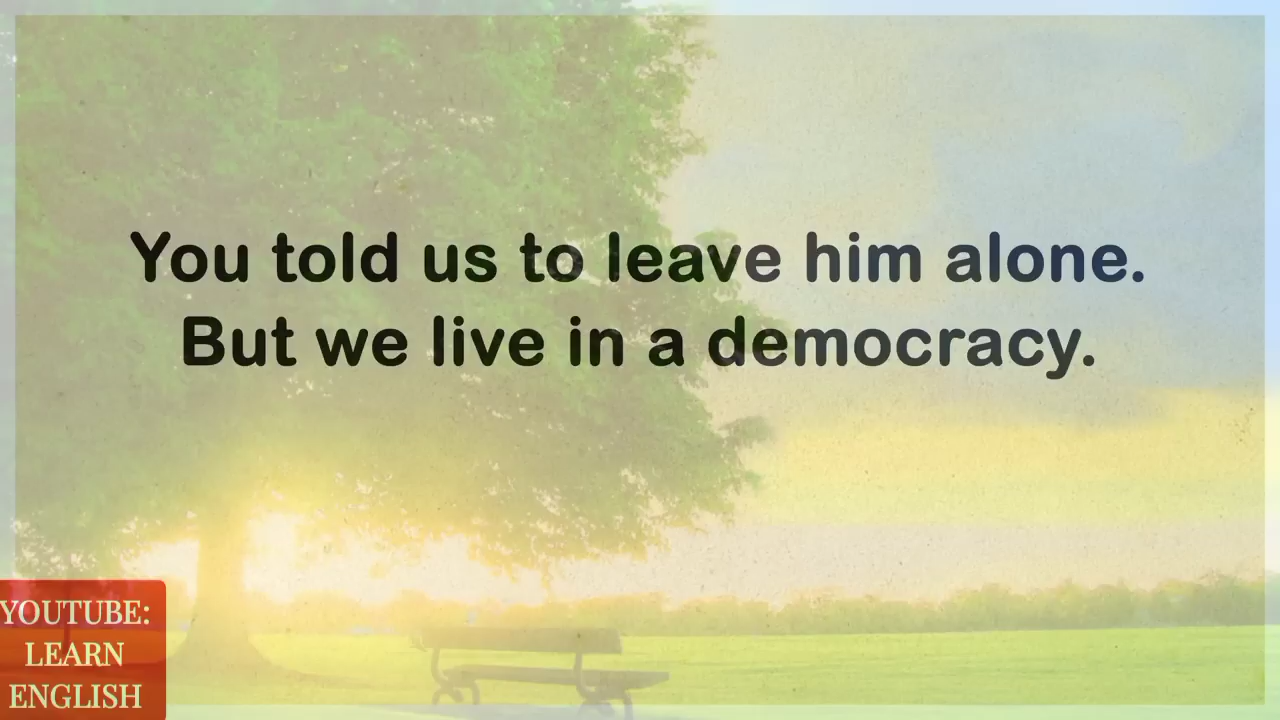 You told us to leave him alone.
But we live in a democracy.
YOUTUBE:
LEARN
ENGLISH